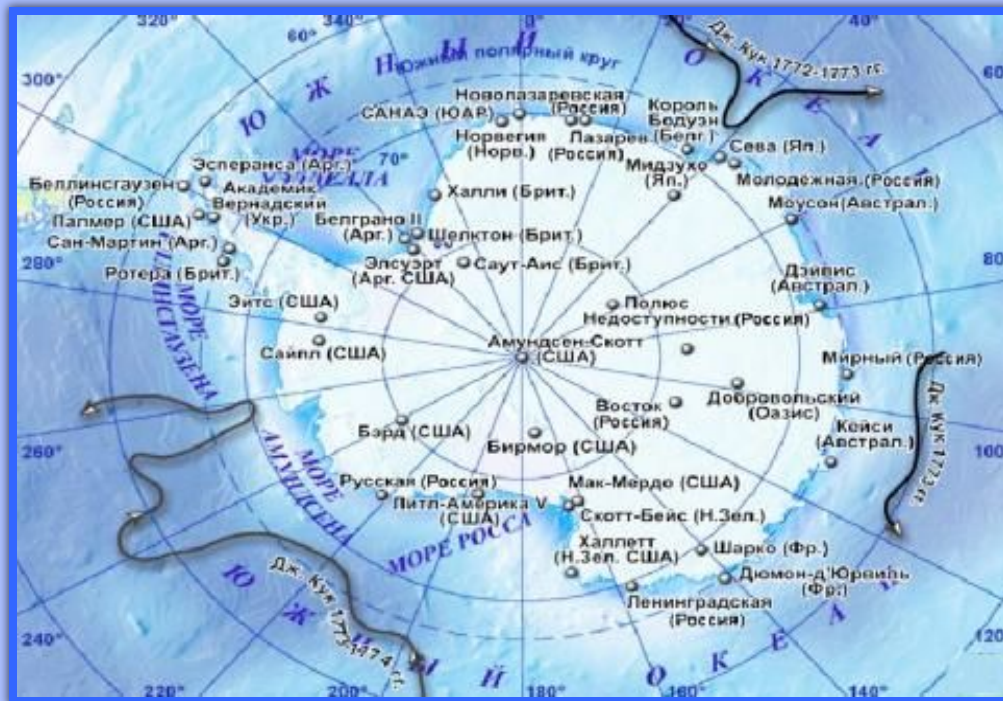 320°
340°
0°
20°
40°
60°
60°
300°
280°
260°
240°
220°
200°
180°
160°
140°
120°
100°
80°
70°
Южный полярный круг
ЮЖНЫЙ ОКЕАН
Дж. Кук 1772-1773 гг.
Новолазаревская
(Россия)
САНАЭ (ЮАР)
Норвегия
(Норв.)
Лазарев
(Россия)
Король
Бодуэн
(Белг.)
Сева (Яп.)
Мидзухо
(Яп.)
Молодежная (Россия)
Моусон (Австрал.)
МОРЕ
УЭДДЕЛЛА
Эсперанса (Арг.)
Беллинсгаузен
(Россия)
Академик
Вернадский
(Укр.)
Палмер (США)
Сан-Мартин (Арг.)
Ротера (Брит.)
Халли (Брит.)
Белграно II
(Арг.)
Шелктон (Брит.)
Элсуэрт
(Арг. США)
Саут-Аис (Брит.)
Дэйвис
(Австрал.)
Полюс
Недоступности (Россия)
Эйтс (США)
Сайпл (США)
Амундсен-Скотт
(США)
Мирный (Россия)
Добровольский
(Оазис)
Восток
(Россия)
Кейси
(Австрал.)
Дж. Кук 1773 г.
МОРЕ
БЕЛЛИНСГАУЗЕНА
Бэрд (США)
Бирмор (США)
МОРЕ
АМУНДСЕНА
Русская (Россия)
Литл-Америка V
(США)
Мак-Мердо (США)
Скотт-Бейс (Н.Зел.)
МОРЕ РОССА
Халлетт
(Н.Зел. США)
Шарко (Фр.)
Дюмон-д'Юрвиль
(Фр.)
Ленинградская
(Россия)
Дж. Кук 1773-1774 гг.
ЮЖНЫЙ ОКЕАН